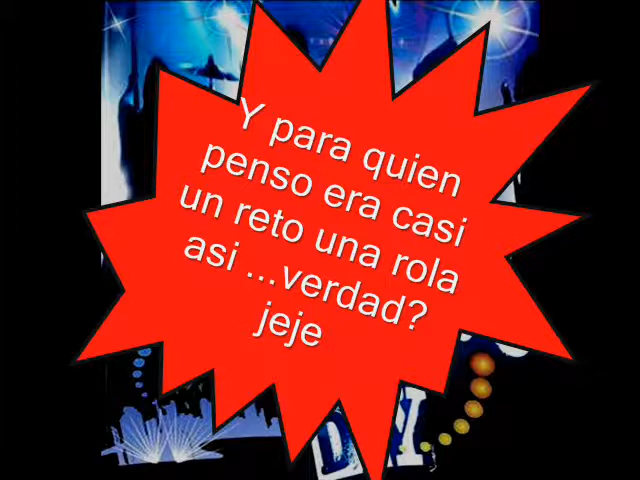 Y para quien
penso era casi
un reto una rola
asi ...verdad?
jeje